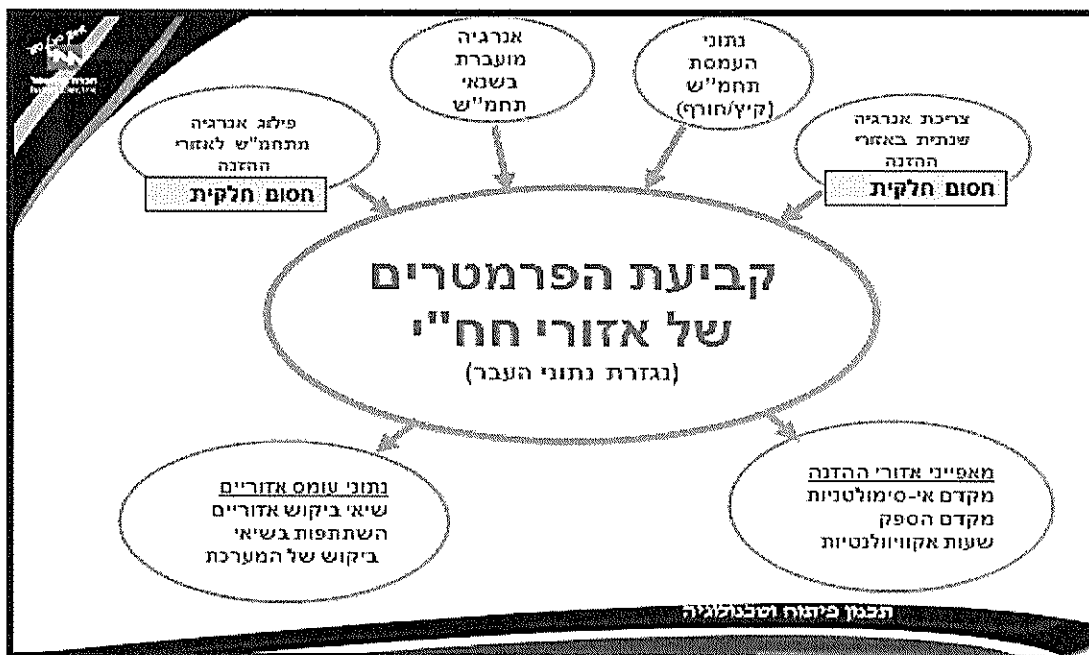 נתוני
העמסת
תחמ"ש
(קיץ/חורף)
אנרגיה
מועברת
בשנאי
תחמ"ש
צריכת אנרגיה
שנתית באזורי
ההזנה
חסום חלקית
פילוג אנרגיה
מתחמ"ש לאזורי
ההזנה
חסום חלקית
קביעת הפרמטרים
של אזורי חח"י
(נגזרת נתוני העבר)
מאפייני אזורי ההזנה
מקדם אי-סימולטניות
מקדם הספק
שעות אקוויוולנטיות
נתוני עומס אזוריים
שיאי ביקוש אזוריים
השתתפות בשיאי
ביקוש של המערכת
תכנון פיתוח וטכנולוגיה